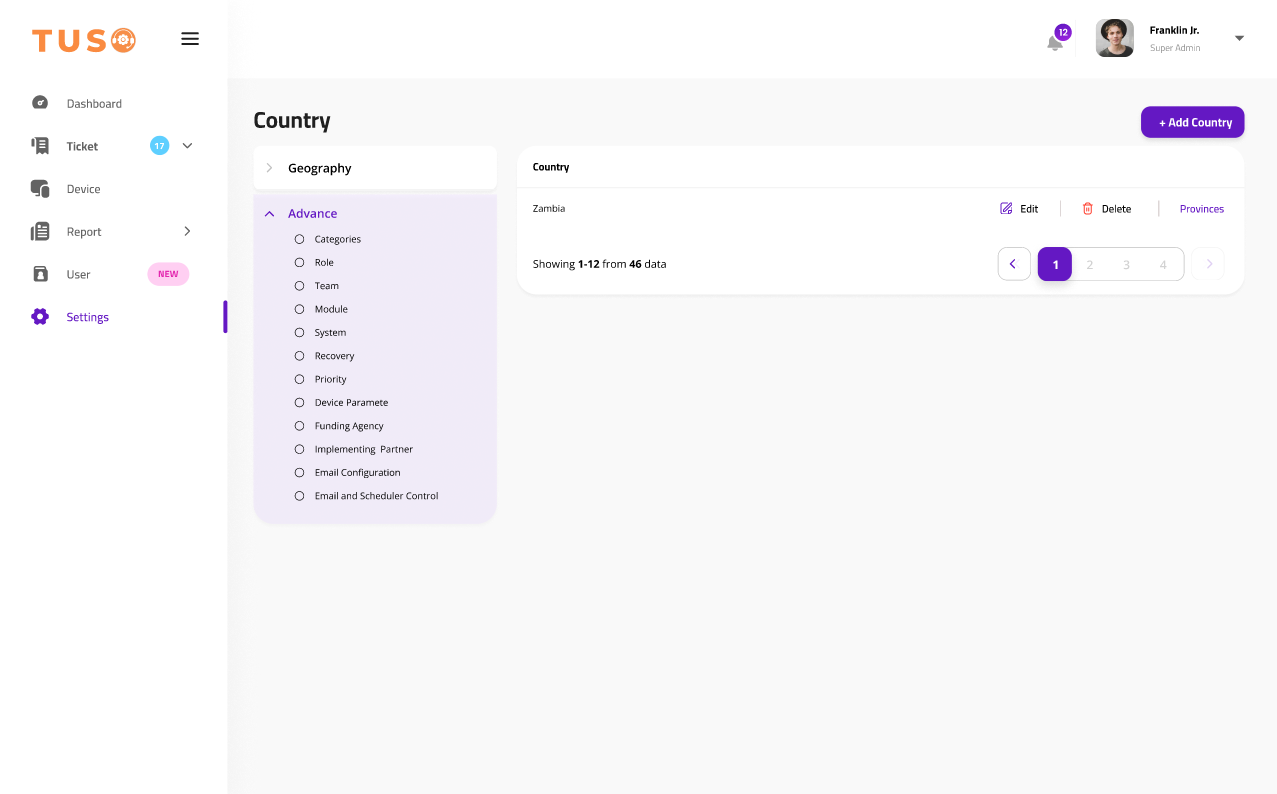 TUSO
12
Franklin Jr.
Super Admin
Dashboard
Ticket 17
Device
Report
User NEW
Settings
Country
+ Add Country
Geography
Advance
Categories
Role
Team
Module
System
Recovery
Priority
Device Paramete
Funding Agency
Implementing Partner
Email Configuration
Email and Scheduler Control
Country
Zambia Edit Delete Provinces
Showing 1-12 from 46 data 1 2 3 4